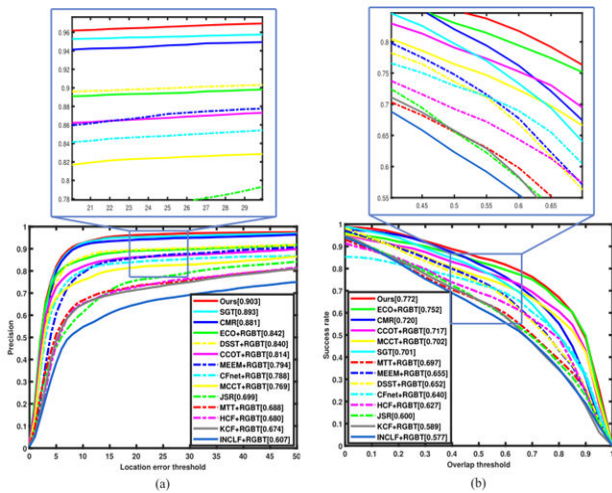 0.96
0.94
0.92
0.9
0.88
0.86
0.84
0.82
0.8
0.78
21 22 23 24 25 26 27 28 29
0.8
0.75
0.7
0.65
0.6
0.55
0.45 0.5 0.55 0.6 0.65
Precision
1
0.9
0.8
0.7
0.6
0.5
0.4
0.3
0.2
0.1
0
Ours[0.903]
SGT[0.893]
CMR[0.881]
ECO+RGBT[0.842]
DSST+RGBT[0.840]
CCOT+RGBT[0.814]
MEEM+RGBT[0.794]
CFnet+RGBT[0.788]
MCCT+RGBT[0.769]
JSR[0.699]
MTT+RGBT[0.688]
HCF+RGBT[0.680]
KCF+RGBT[0.674]
INCLF+RGBT[0.607]
0 5 10 15 20 25 30 35 40 45 50
Location error threshold
(a)
Success rate
1
0.9
0.8
0.7
0.6
0.5
0.4
0.3
0.2
0.1
0
Ours[0.772]
ECO+RGBT[0.752]
CMR[0.720]
CCOT+RGBT[0.717]
MCCT+RGBT[0.702]
SGT[0.701]
MTT+RGBT[0.697]
MEEM+RGBT[0.655]
DSST+RGBT[0.652]
CFnet+RGBT[0.640]
HCF+RGBT[0.627]
JSR[0.600]
KCF+RGBT[0.589]
INCLF+RGBT[0.577]
0 0.1 0.2 0.3 0.4 0.5 0.6 0.7 0.8 0.9 1
Overlap threshold
(b)